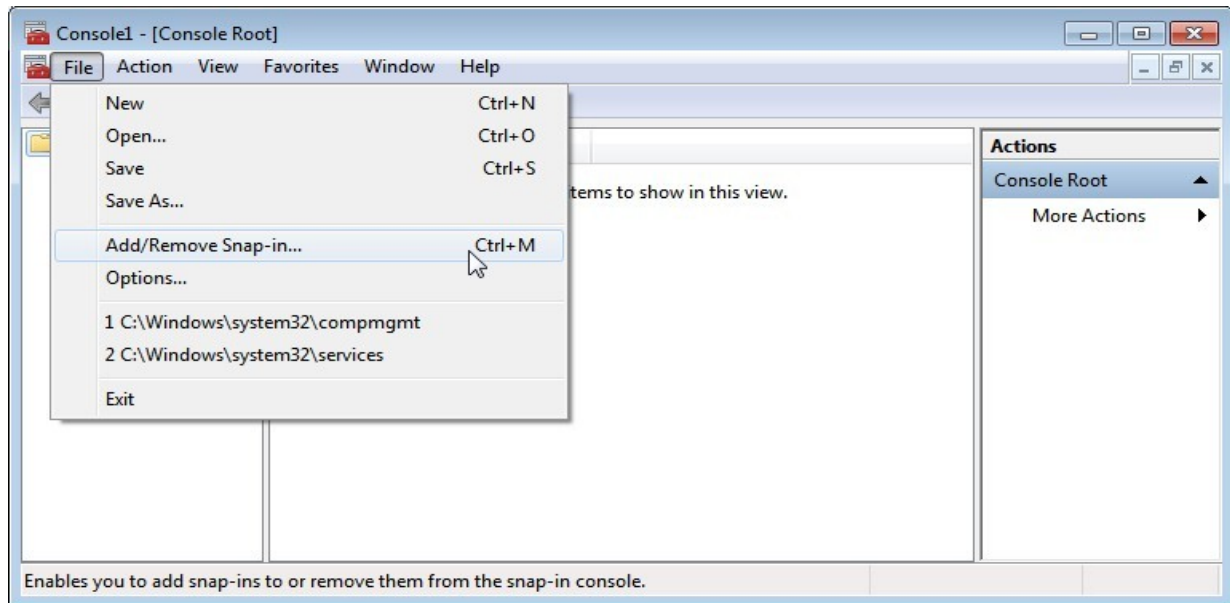 Console1 - [Console Root]
File Action View Favorites Window Help
New Ctrl+N
Open... Ctrl+O
Save Ctrl+S
Save As...
Add/Remove Snap-in... Ctrl+M
Options...
1 C:\Windows\system32\compmgmt
2 C:\Windows\system32\services
Exit
tems to show in this view.
Actions
Console Root
More Actions
Enables you to add snap-ins to or remove them from the snap-in console.